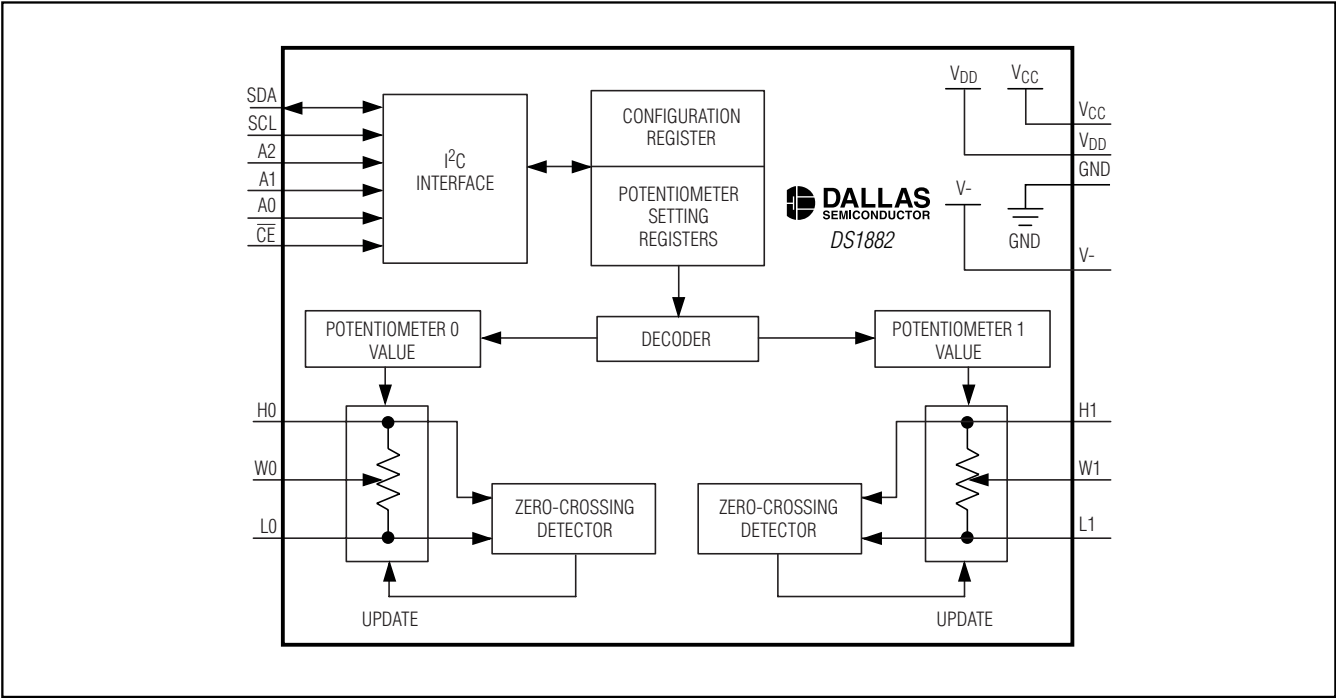 SDA
SCL
A2
A1
A0
CE
I2C
INTERFACE
CONFIGURATION
REGISTER
POTENTIOMETER
SETTING
REGISTERS
VDD
VCC
VCC
VDD
GND
V-
GND
V-
DALLAS
SEMICONDUCTOR
DS1882
POTENTIOMETER 0
VALUE
DECODER
POTENTIOMETER 1
VALUE
H0
W0
L0
ZERO-CROSSING
DETECTOR
UPDATE
ZERO-CROSSING
DETECTOR
UPDATE
H1
W1
L1